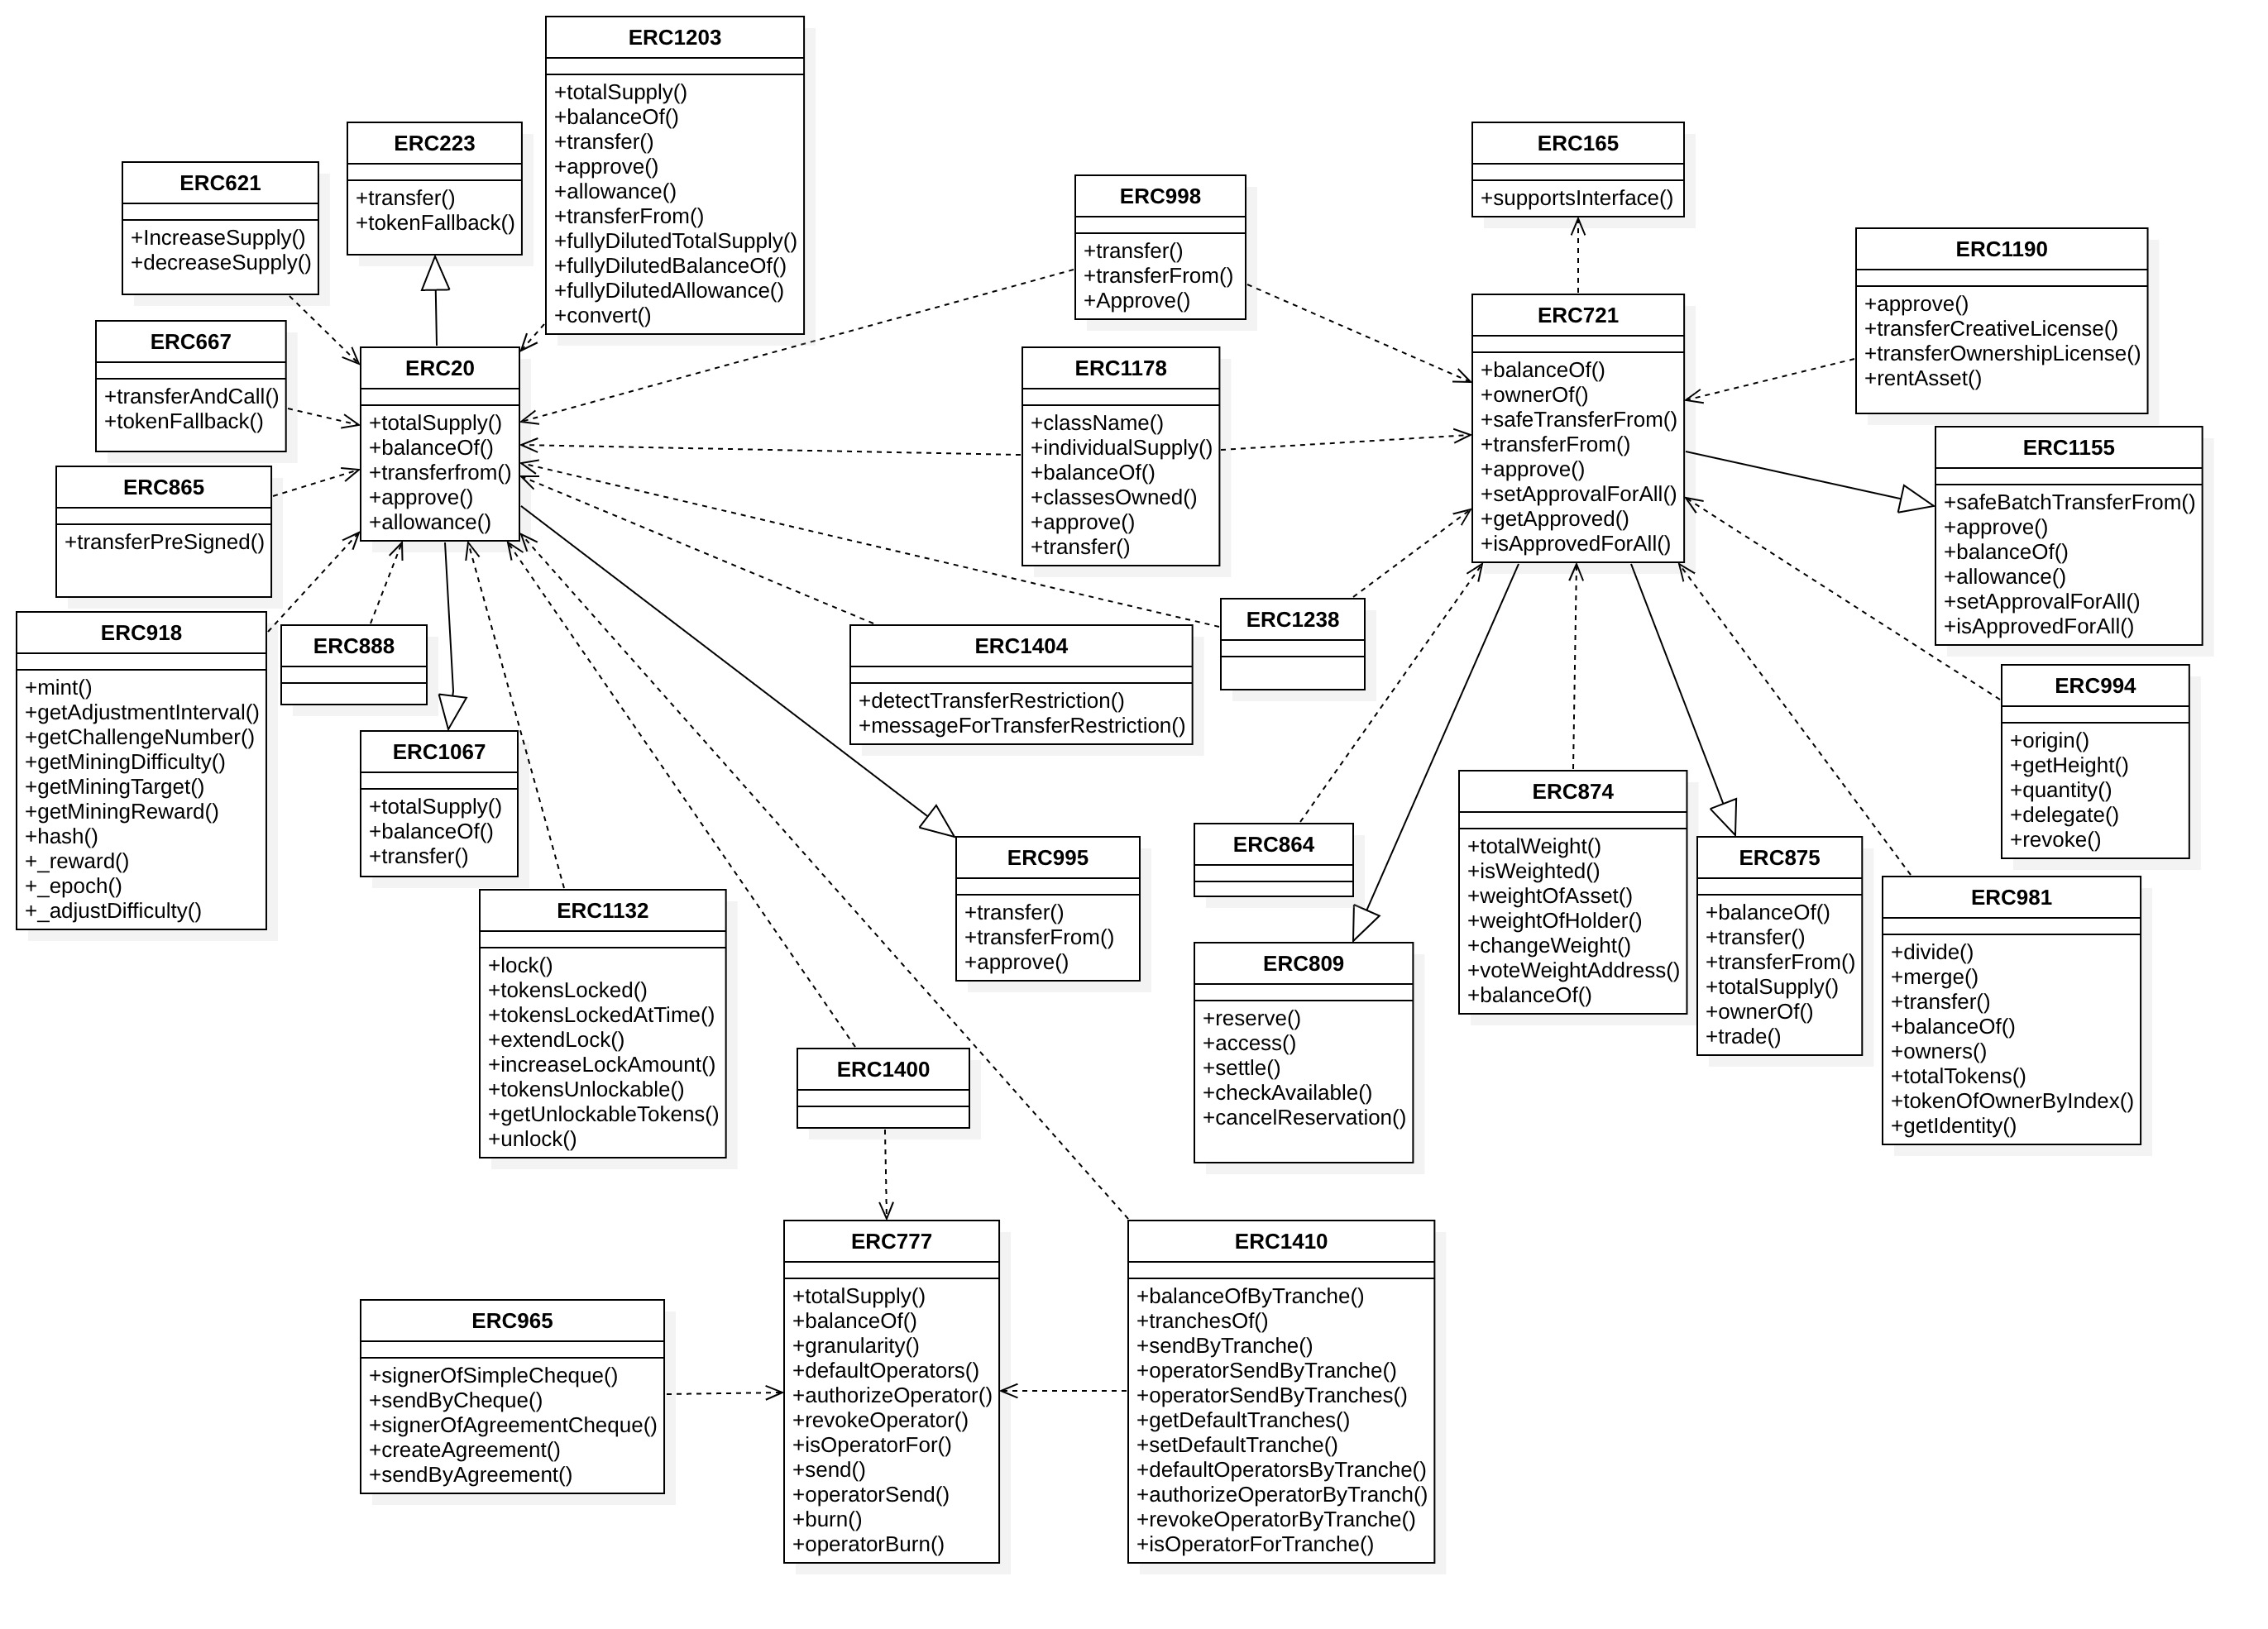 ERC1203
+totalSupply()
+balanceOf()
+transfer()
+approve()
+allowance()
+transferFrom()
+fullyDilutedTotalSupply()
+fullyDilutedBalanceOf()
+fullyDilutedAllowance()
+convert()
ERC223
+transfer()
+tokenFallback()
ERC621
+IncreaseSupply()
+decreaseSupply()
ERC998
+transfer()
+transferFrom()
+Approve()
ERC165
+supportsInterface()
ERC1190
+approve()
+transferCreativeLicense()
+transferOwnershipLicense()
+rentAsset()
ERC667
+transferAndCall()
+tokenFallback()
ERC20
+totalSupply()
+balanceOf()
+transferfrom()
+approve()
+allowance()
ERC1178
+className()
+individualSupply()
+balanceOf()
+classesOwned()
+approve()
+transfer()
ERC721
+balanceOf()
+ownerOf()
+safeTransferFrom()
+transferFrom()
+approve()
+setApprovalForAll()
+getApproved()
+isApprovedForAll()
ERC1155
+safeBatchTransferFrom()
+approve()
+balanceOf()
+allowance()
+setApprovalForAll()
+isApprovedForAll()
ERC865
+transferPreSigned()
ERC918
+mint()
+getAdjustmentInterval()
+getChallengeNumber()
+getMiningDifficulty()
+getMiningTarget()
+getMiningReward()
+hash()
+_reward()
+_epoch()
+_adjustDifficulty()
ERC888
ERC1404
+detectTransferRestriction()
+messageForTransferRestriction()
ERC1238
ERC994
+origin()
+getHeight()
+quantity()
+delegate()
+revoke()
ERC1067
+totalSupply()
+balanceOf()
+transfer()
ERC995
+transfer()
+transferFrom()
+approve()
ERC864
ERC874
+totalWeight()
+isWeighted()
+weightOfAsset()
+weightOfHolder()
+changeWeight()
+voteWeightAddress()
+balanceOf()
ERC875
+balanceOf()
+transfer()
+transferFrom()
+totalSupply()
+ownerOf()
+trade()
ERC981
+divide()
+merge()
+transfer()
+balanceOf()
+owners()
+totalTokens()
+tokenOfOwnerByIndex()
+getIdentity()
ERC1132
+lock()
+tokensLocked()
+tokensLockedAtTime()
+extendLock()
+increaseLockAmount()
+tokensUnlockable()
+getUnlockableTokens()
+unlock()
ERC809
+reserve()
+access()
+settle()
+checkAvailable()
+cancelReservation()
ERC1400
ERC777
+totalSupply()
+balanceOf()
+granularity()
+defaultOperators()
+authorizeOperator()
+revokeOperator()
+isOperatorFor()
+send()
+operatorSend()
+burn()
+operatorBurn()
ERC1410
+balanceOfByTranche()
+tranchesOf()
+sendByTranche()
+operatorSendByTranche()
+operatorSendByTranches()
+getDefaultTranches()
+setDefaultTranche()
+defaultOperatorsByTranche()
+authorizeOperatorByTranch()
+revokeOperatorByTranche()
+isOperatorForTranche()
ERC965
+signerOfSimpleCheque()
+sendByCheque()
+signerOfAgreementCheque()
+createAgreement()
+sendByAgreement()